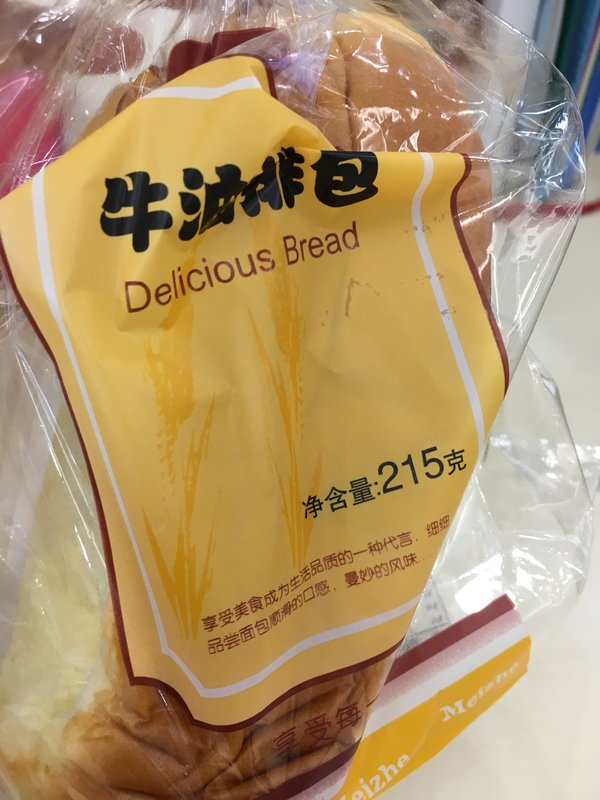 牛油排包
Delicious Bread
净含量:215克
享受美食成为生活品质的一种代言，细细
品尝面包顺滑的口感，曼妙的风味……
享受每一
Meizhe
Meizhe